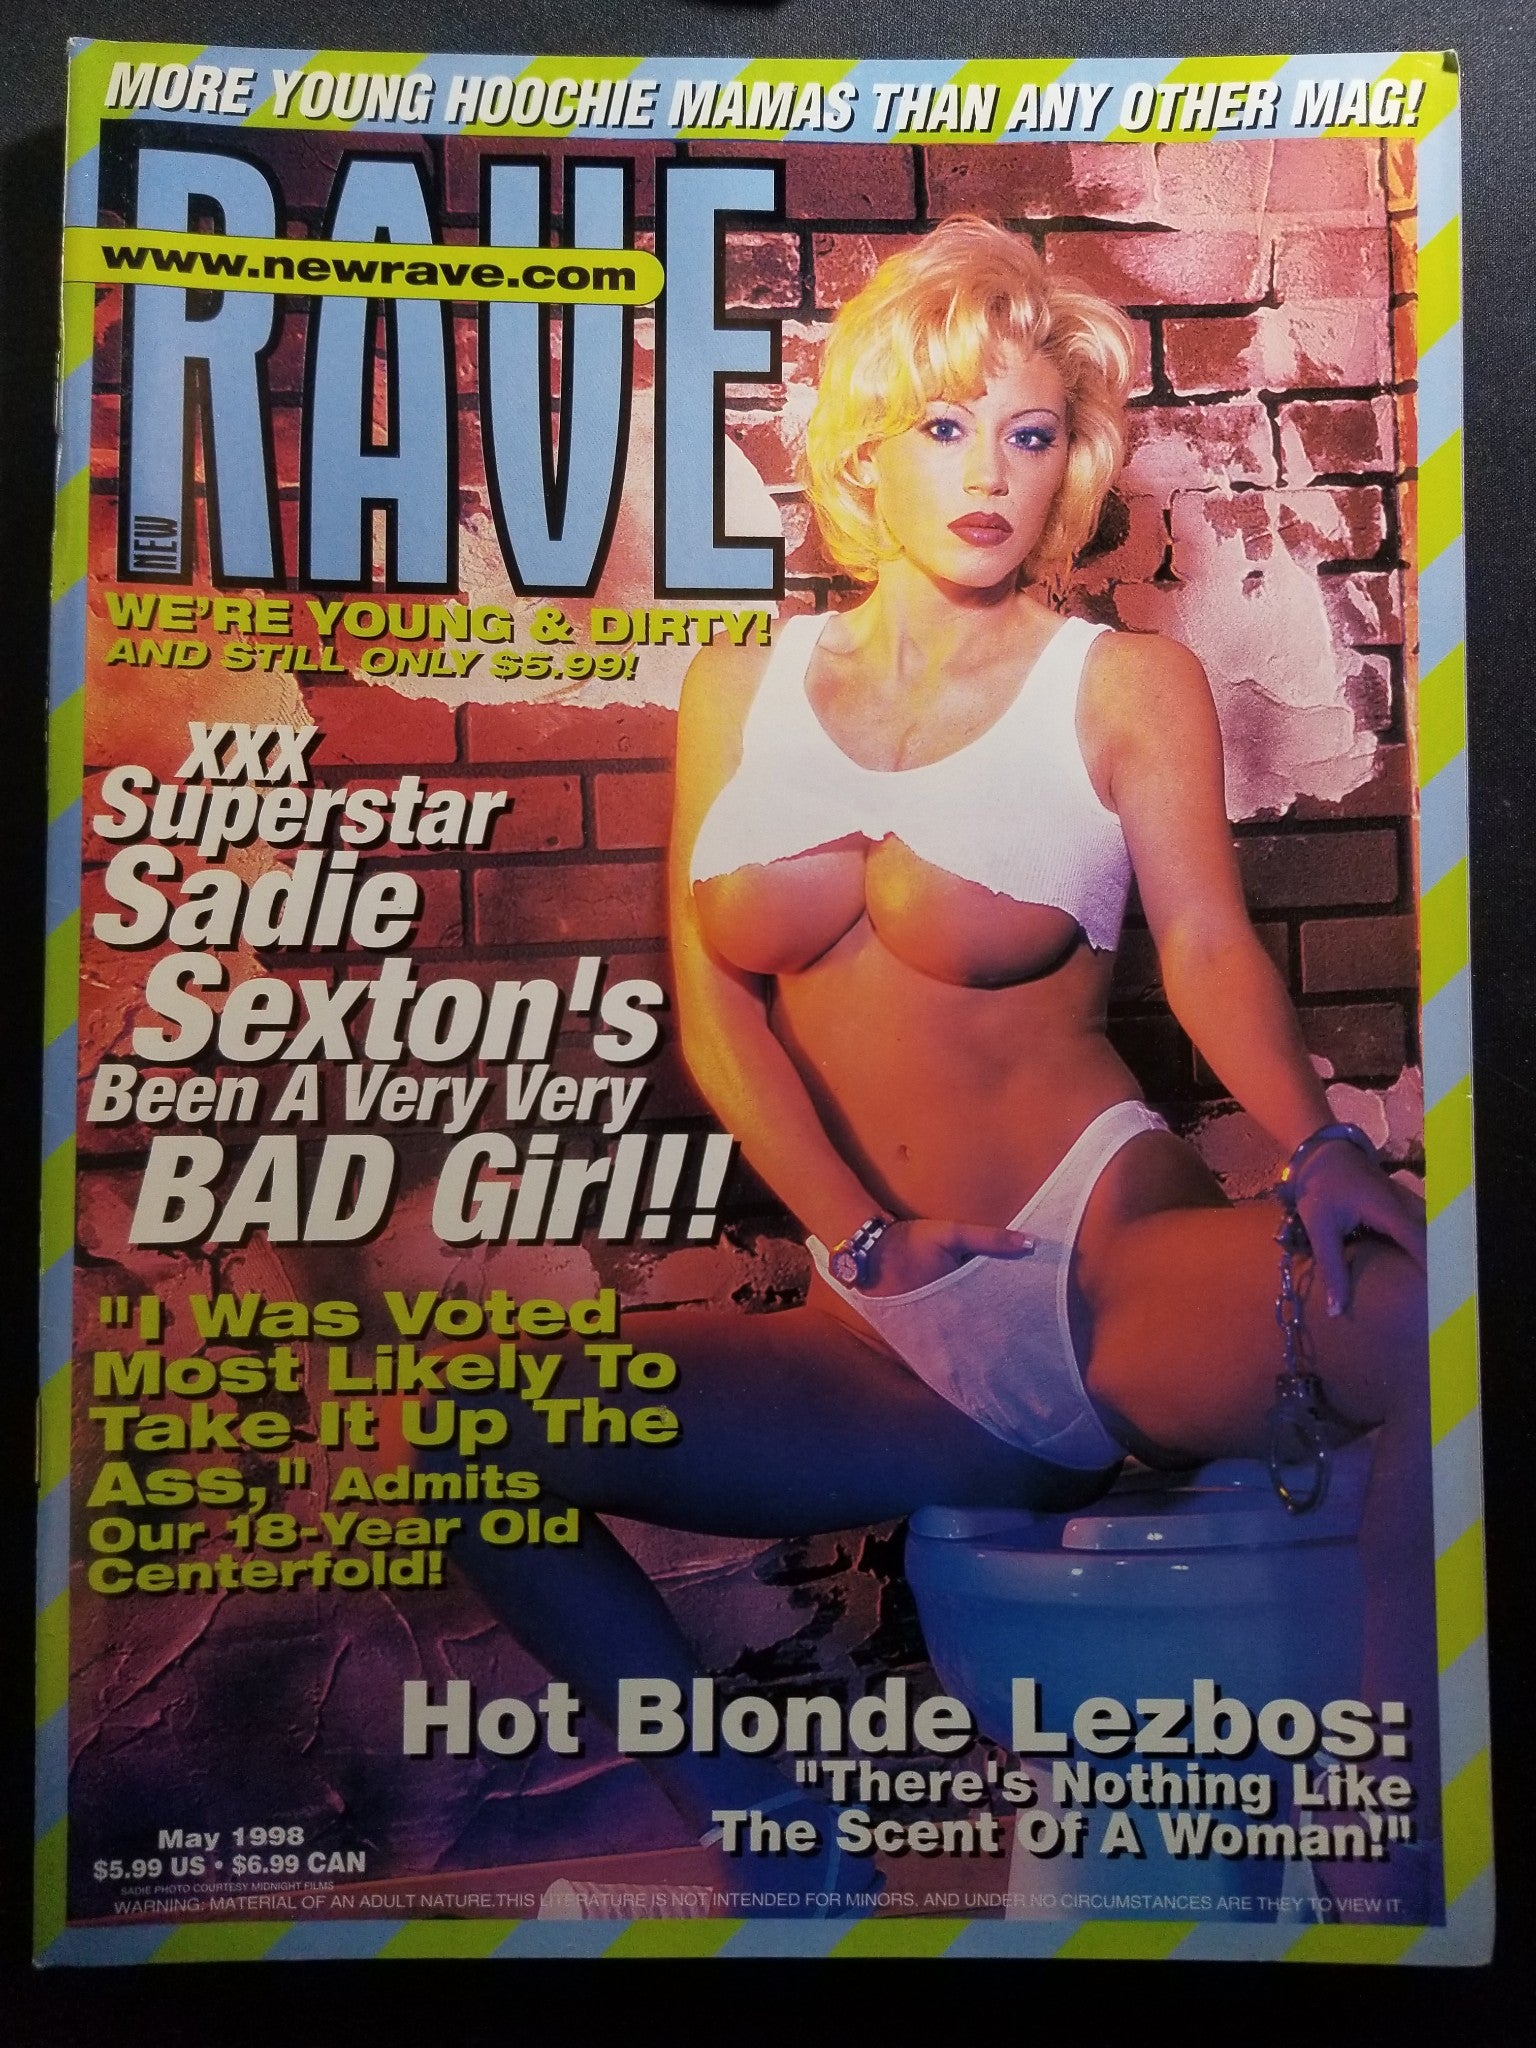 MORE YOUNG HOOCHIE MAMAS THAN ANY OTHER MAG!
RAVE
www.newrave.com
NEW
WE'RE YOUNG & DIRTY!
AND STILL ONLY $5.99!
XXX
Superstar
Sadie
Sexton's
Been A Very Very
BAD Girl!!
"I Was Voted
Most Likely To
Take It Up The
Ass," Admits
Our 18-Year Old
Centerfold!
Hot Blonde Lezbos:
"There's Nothing Like
The Scent Of A Woman!"
May 1998
$5.99 US • $6.99 CAN
SADIE PHOTO COURTESY MIDNIGHT FILMS
WARNING: MATERIAL OF AN ADULT NATURE. THIS LITERATURE IS NOT INTENDED FOR MINORS, AND UNDER NO CIRCUMSTANCES ARE THEY TO VIEW IT.